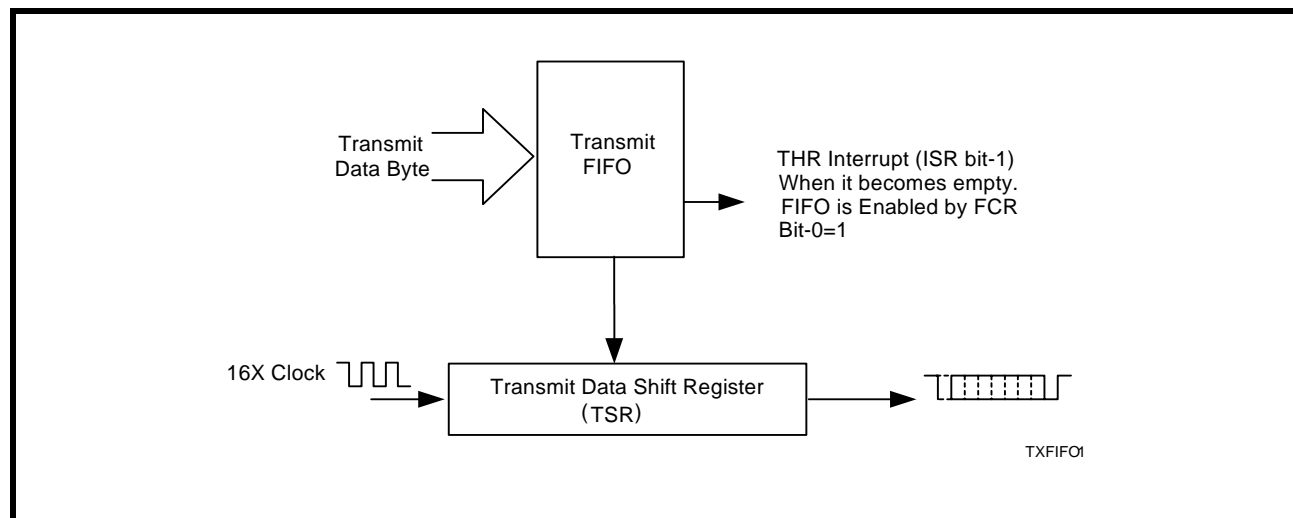 Transmit
Data Byte
Transmit
FIFO
THR Interrupt (ISR bit-1)
When it becomes empty.
FIFO is Enabled by FCR
Bit-0=1
16X Clock
Transmit Data Shift Register
(TSR)
TXFIFO1